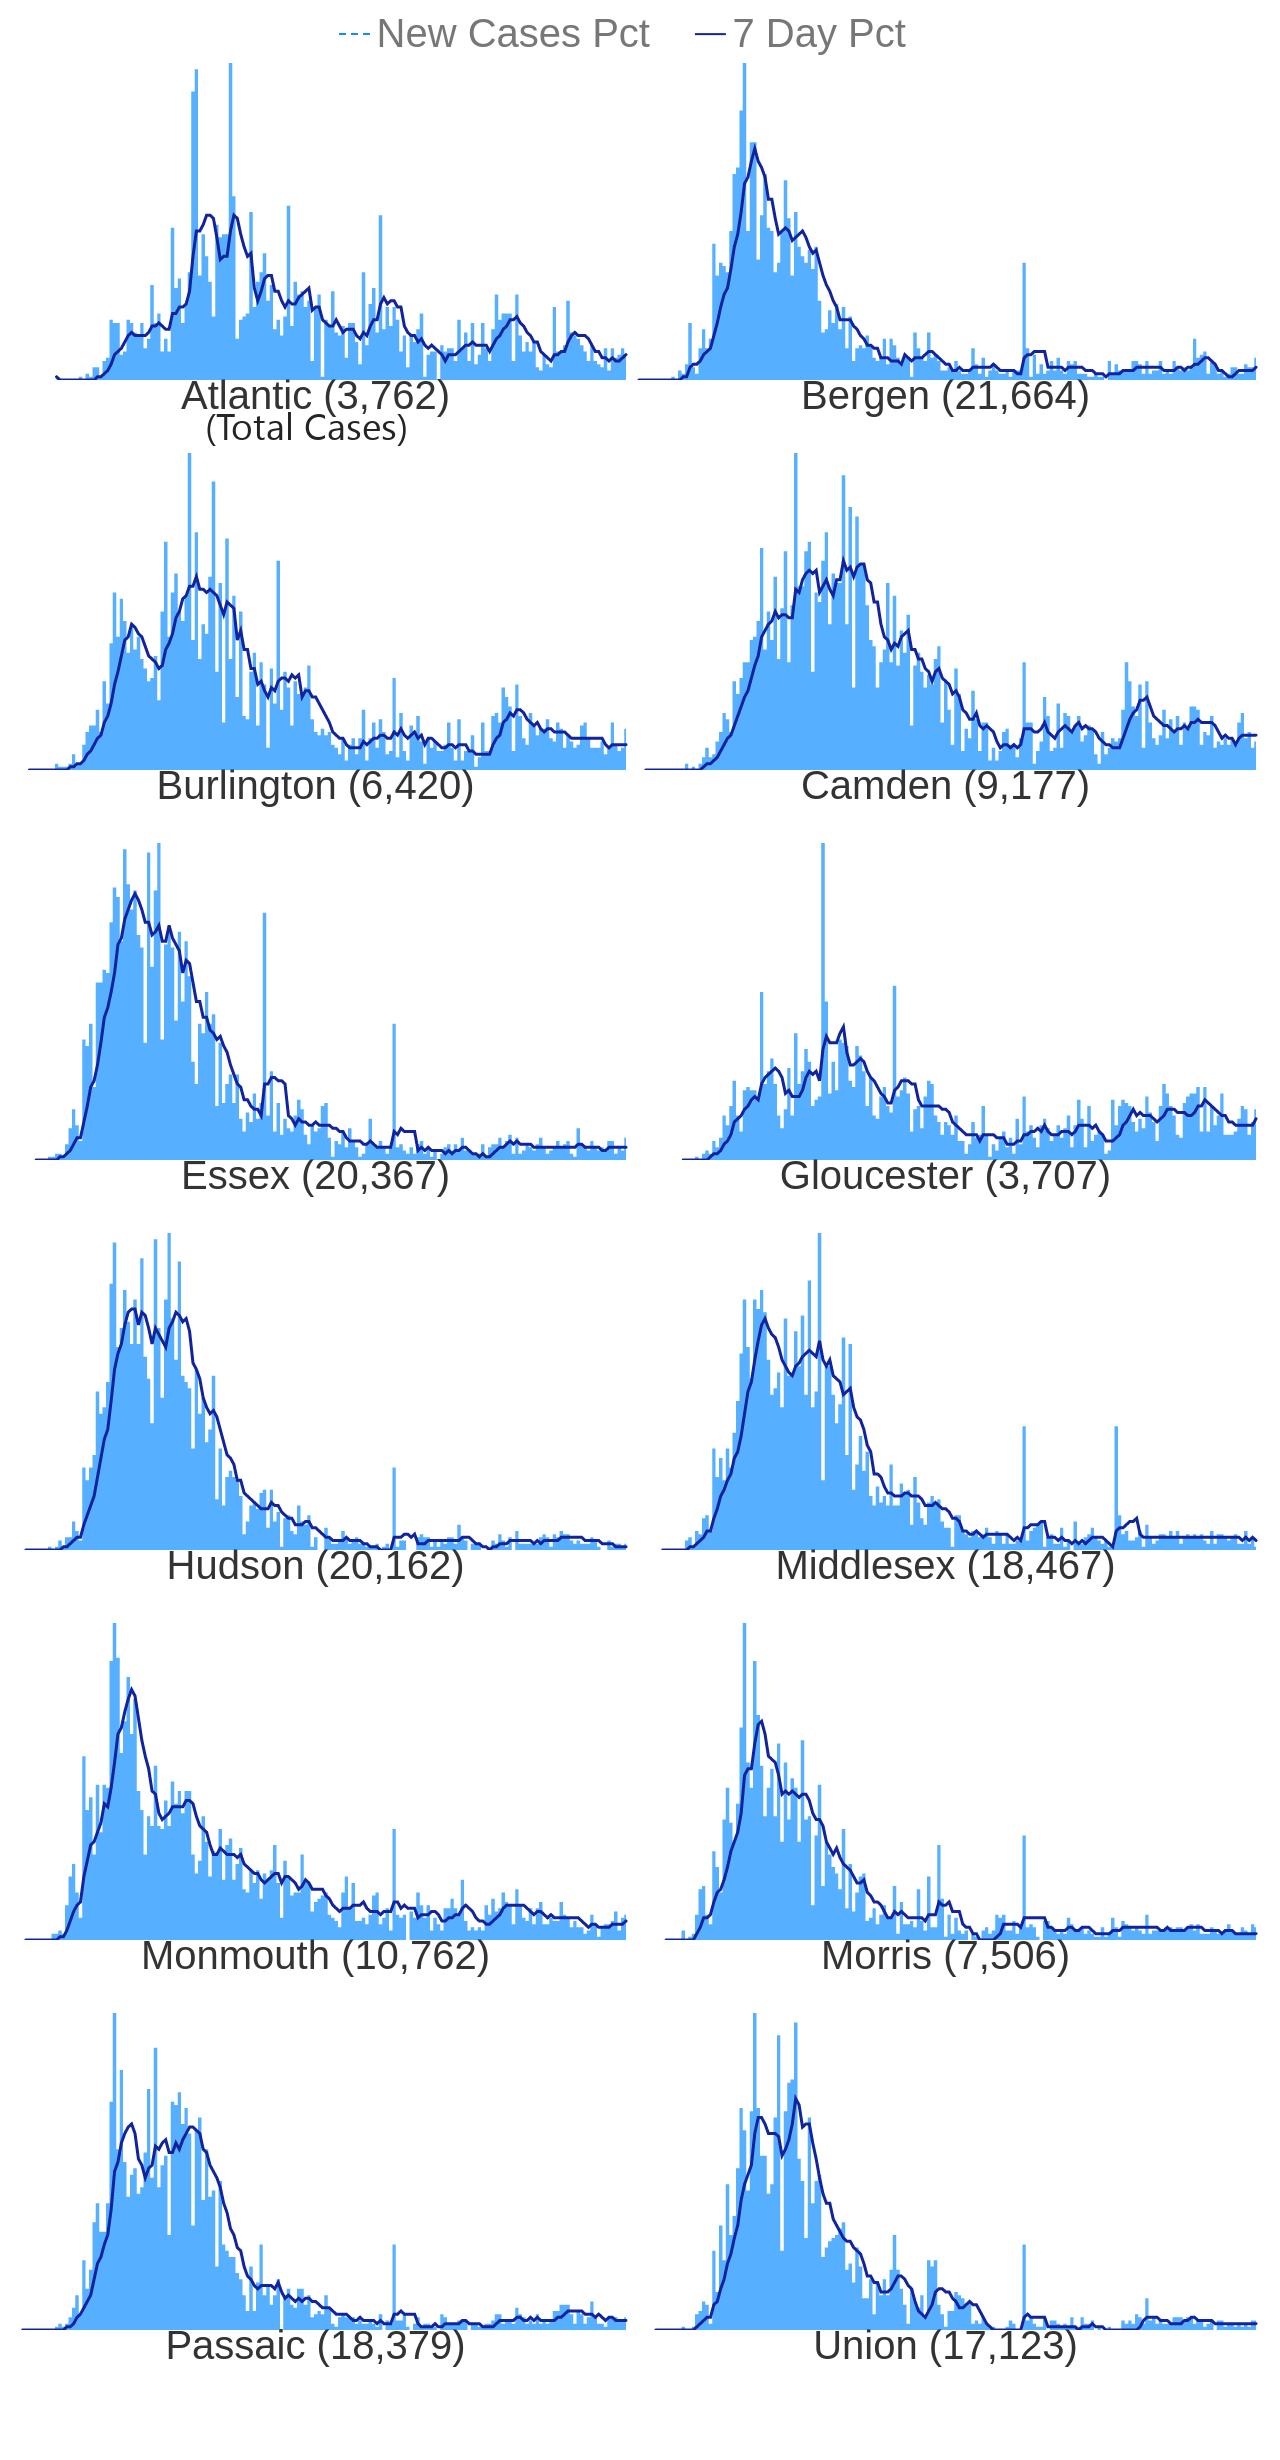 New Cases Pct 7 Day Pct
Atlantic (3,762) Bergen (21,664)
(Total Cases)
Burlington (6,420) Camden (9,177)
Essex (20,367) Gloucester (3,707)
Hudson (20,162) Middlesex (18,467)
Monmouth (10,762) Morris (7,506)
Passaic (18,379) Union (17,123)